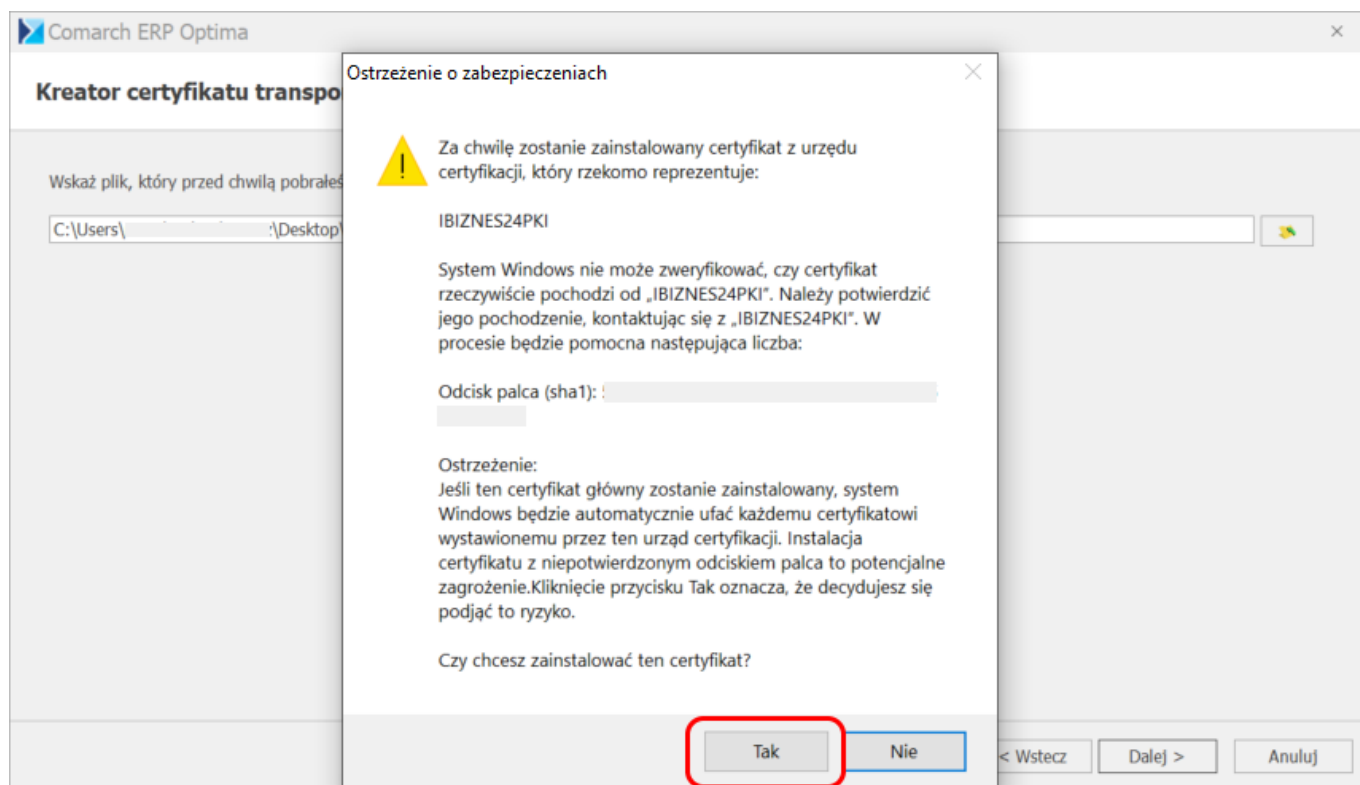 Comarch ERP Optima
Kreator certyfikatu transpo
Wskaż plik, który przed chwilą pobrałeś
C:\Users\ :\Desktop\
Ostrzeżenie o zabezpieczeniach
Za chwilę zostanie zainstalowany certyfikat z urzędu
certyfikacji, który rzekomo reprezentuje:
IBIZNES24PKI
System Windows nie może zweryfikować, czy certyfikat
rzeczywiście pochodzi od „IBIZNES24PKI”. Należy potwierdzić
jego pochodzenie, kontaktując się z „IBIZNES24PKI”. W
procesie będzie pomocna następująca liczba:
Odcisk palca (sha1):
Ostrzeżenie:
Jeśli ten certyfikat główny zostanie zainstalowany, system
Windows będzie automatycznie ufać każdemu certyfikatowi
wystawionemu przez ten urząd certyfikacji. Instalacja
certyfikatu z niepotwierdzonym odciskiem palca to potencjalne
zagrożenie.Kliknięcie przycisku Tak oznacza, że decydujesz się
podjąć to ryzyko.
Czy chcesz zainstalować ten certyfikat?
Tak
Nie
< Wstecz
Dalej >
Anuluj